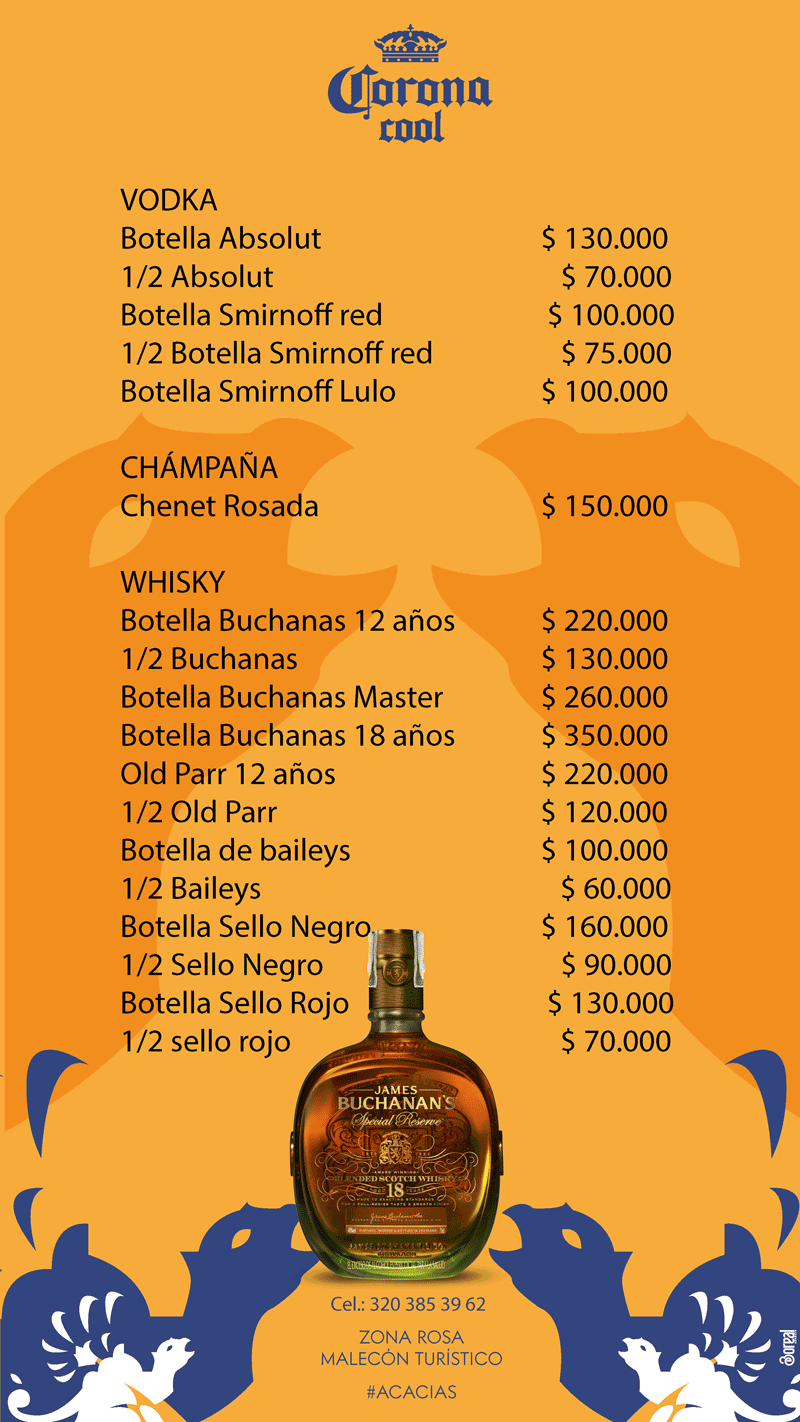 Corona
cool
VODKA
Botella Absolut $ 130.000
1/2 Absolut $ 70.000
Botella Smirnoff red $ 100.000
1/2 Botella Smirnoff red $ 75.000
Botella Smirnoff Lulo $ 100.000
CHÁMPAÑA
Chenet Rosada $ 150.000
WHISKY
Botella Buchanas 12 años $ 220.000
1/2 Buchanas $ 130.000
Botella Buchanas Master $ 260.000
Botella Buchanas 18 años $ 350.000
Old Parr 12 años $ 220.000
1/2 Old Parr $ 120.000
Botella de baileys $ 100.000
1/2 Baileys $ 60.000
Botella Sello Negro $ 160.000
1/2 Sello Negro $ 90.000
Botella Sello Rojo $ 130.000
1/2 sello rojo $ 70.000
JAMES
BUCHANAN'S
Special Reserve
BLENDED SCOTCH WHISKY
18
Cel.: 320 385 39 62
ZONA ROSA
MALECÓN TURÍSTICO
#ACACIAS
Boreal